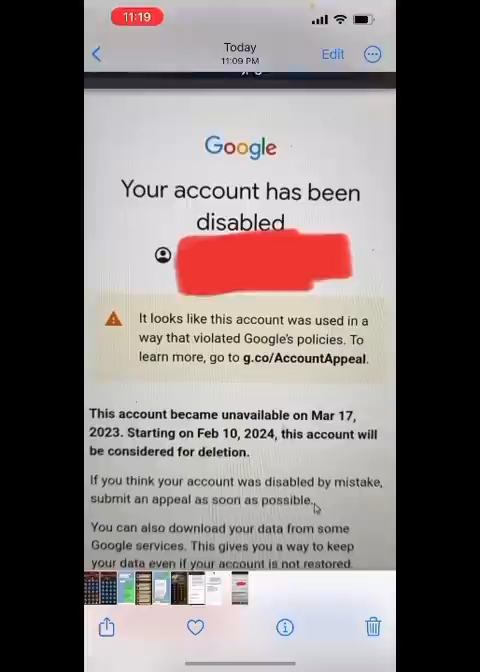 11:19
Today
11:09 PM
Edit
Google
Your account has been
disabled
It looks like this account was used in a
way that violated Google's policies. To
learn more, go to g.co/AccountAppeal.
This account became unavailable on Mar 17,
2023. Starting on Feb 10, 2024, this account will
be considered for deletion.
If you think your account was disabled by mistake,
submit an appeal as soon as possible.
You can also download your data from some
Google services. This gives you a way to keep
your data even if your account is not restored.